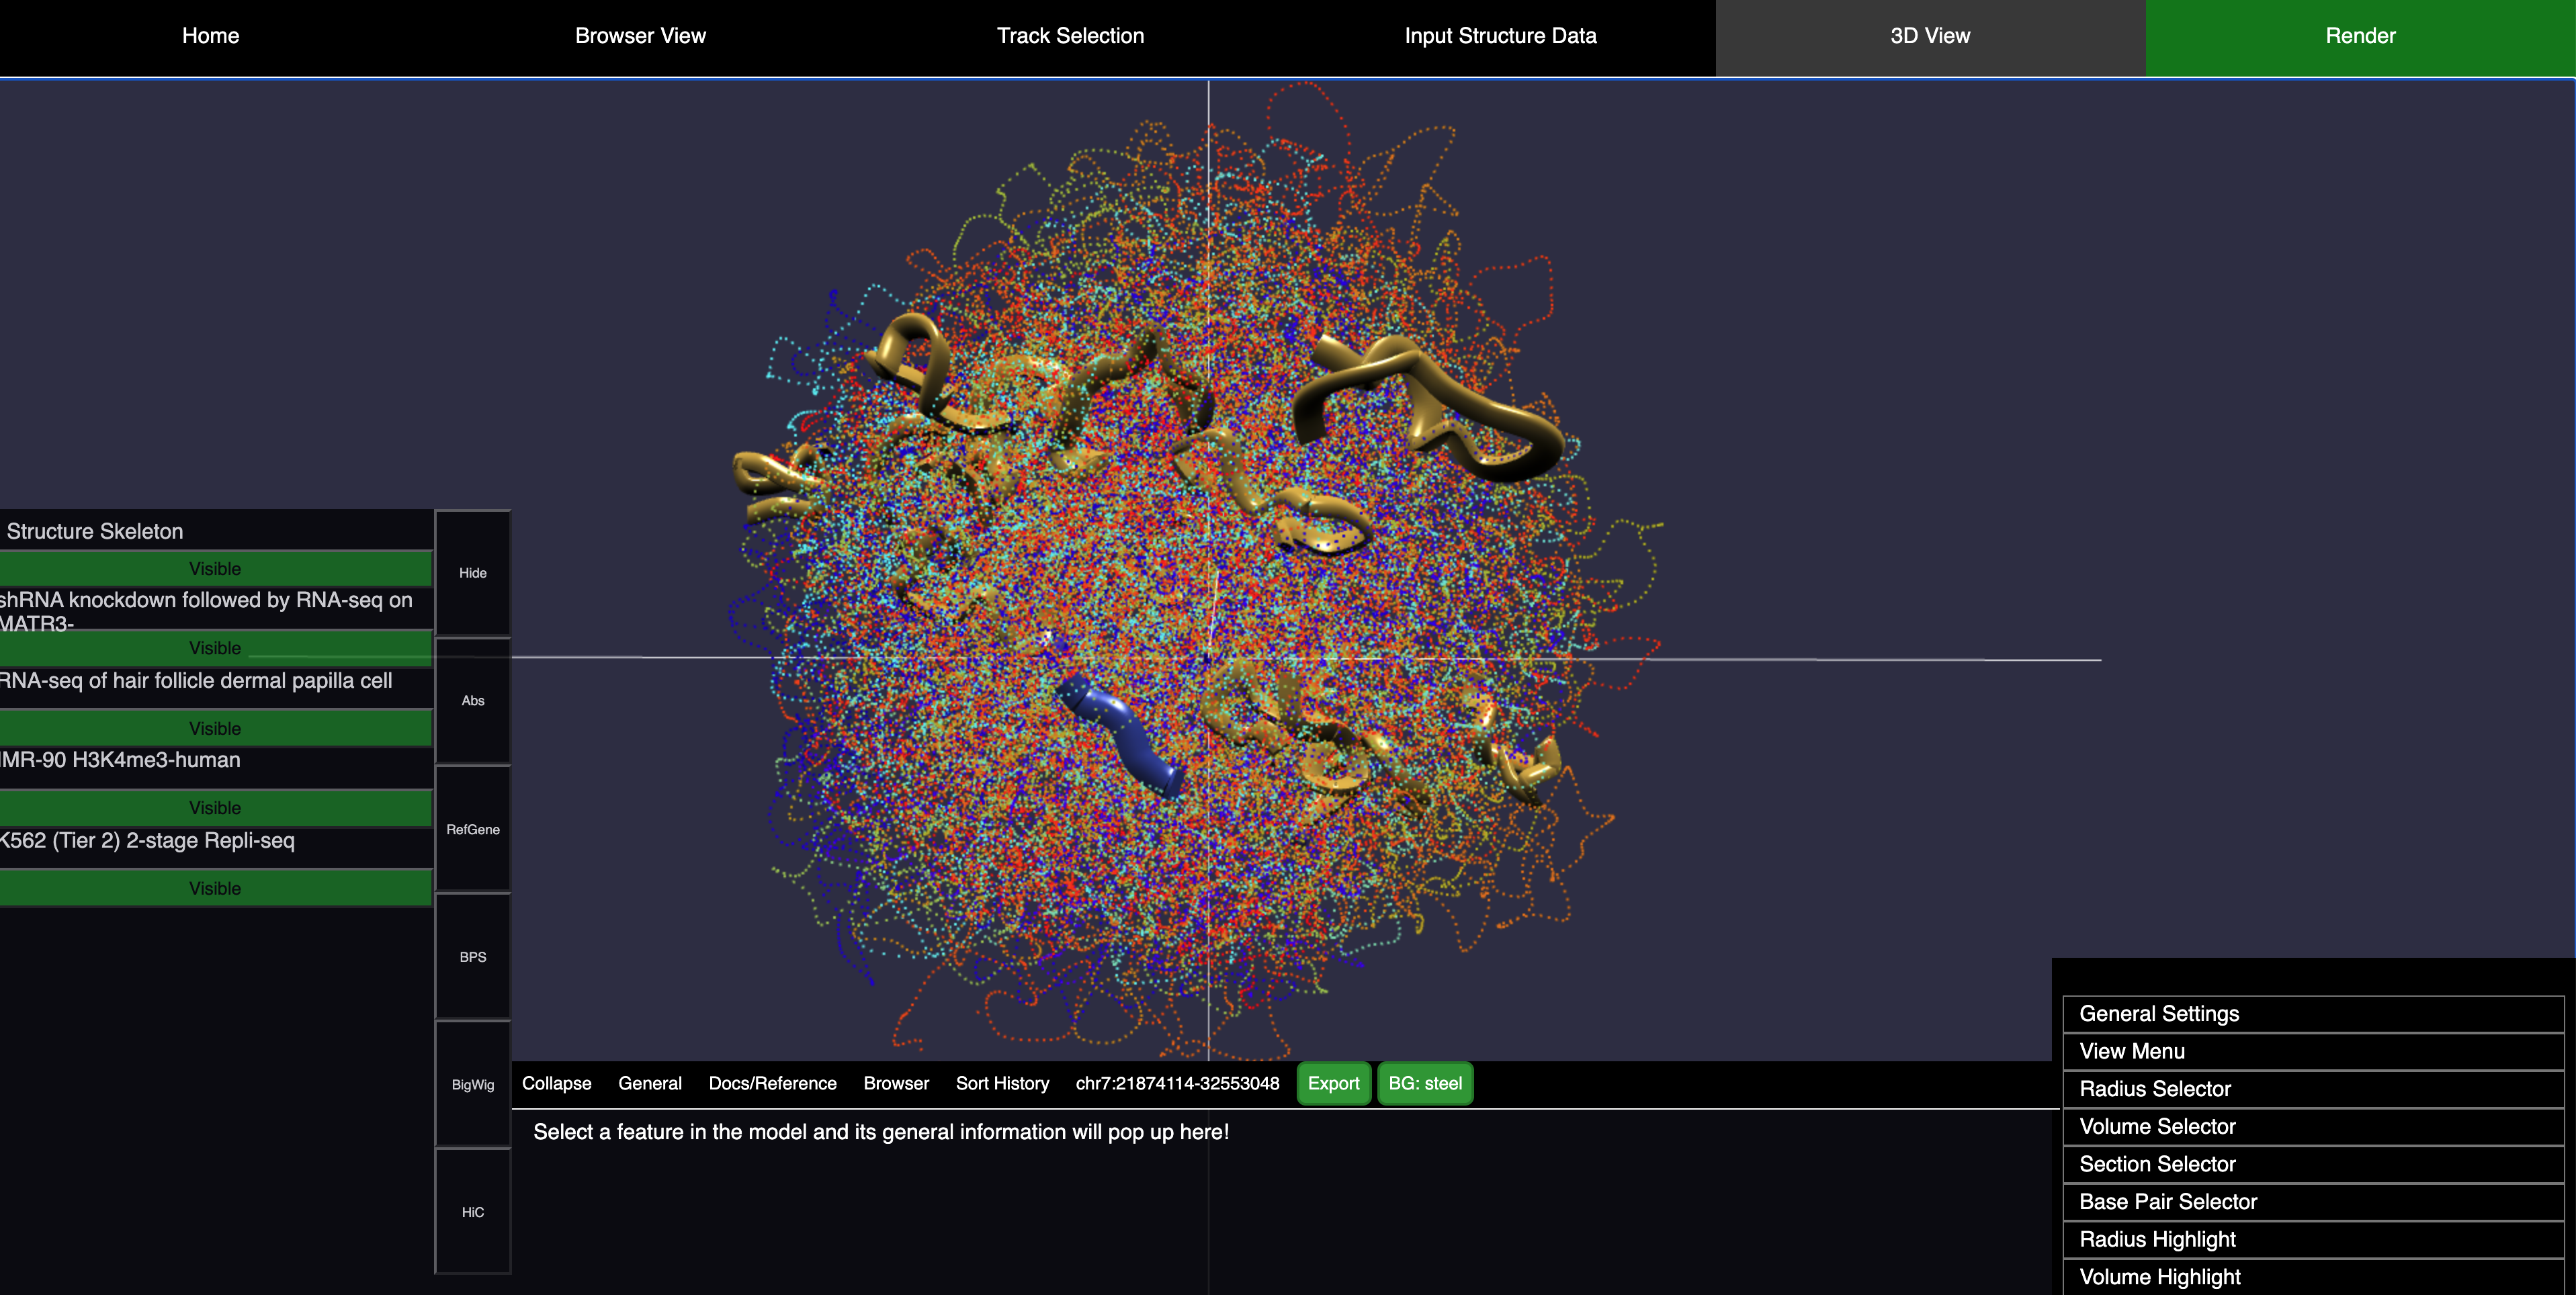 Home
Browser View
Track Selection
Input Structure Data
3D View
Render
Structure Skeleton
Visible
shRNA knockdown followed by RNA-seq on
MATR3-
Visible
RNA-seq of hair follicle dermal papilla cell
Visible
IMR-90 H3K4me3-human
Visible
K562 (Tier 2) 2-stage Repli-seq
Visible
Hide
Abs
RefGene
BPS
BigWig
HiC
Collapse
General
Docs/Reference
Browser
Sort History
chr7:21874114-32553048
Export
BG: steel
Select a feature in the model and its general information will pop up here!
General Settings
View Menu
Radius Selector
Volume Selector
Section Selector
Base Pair Selector
Radius Highlight
Volume Highlight